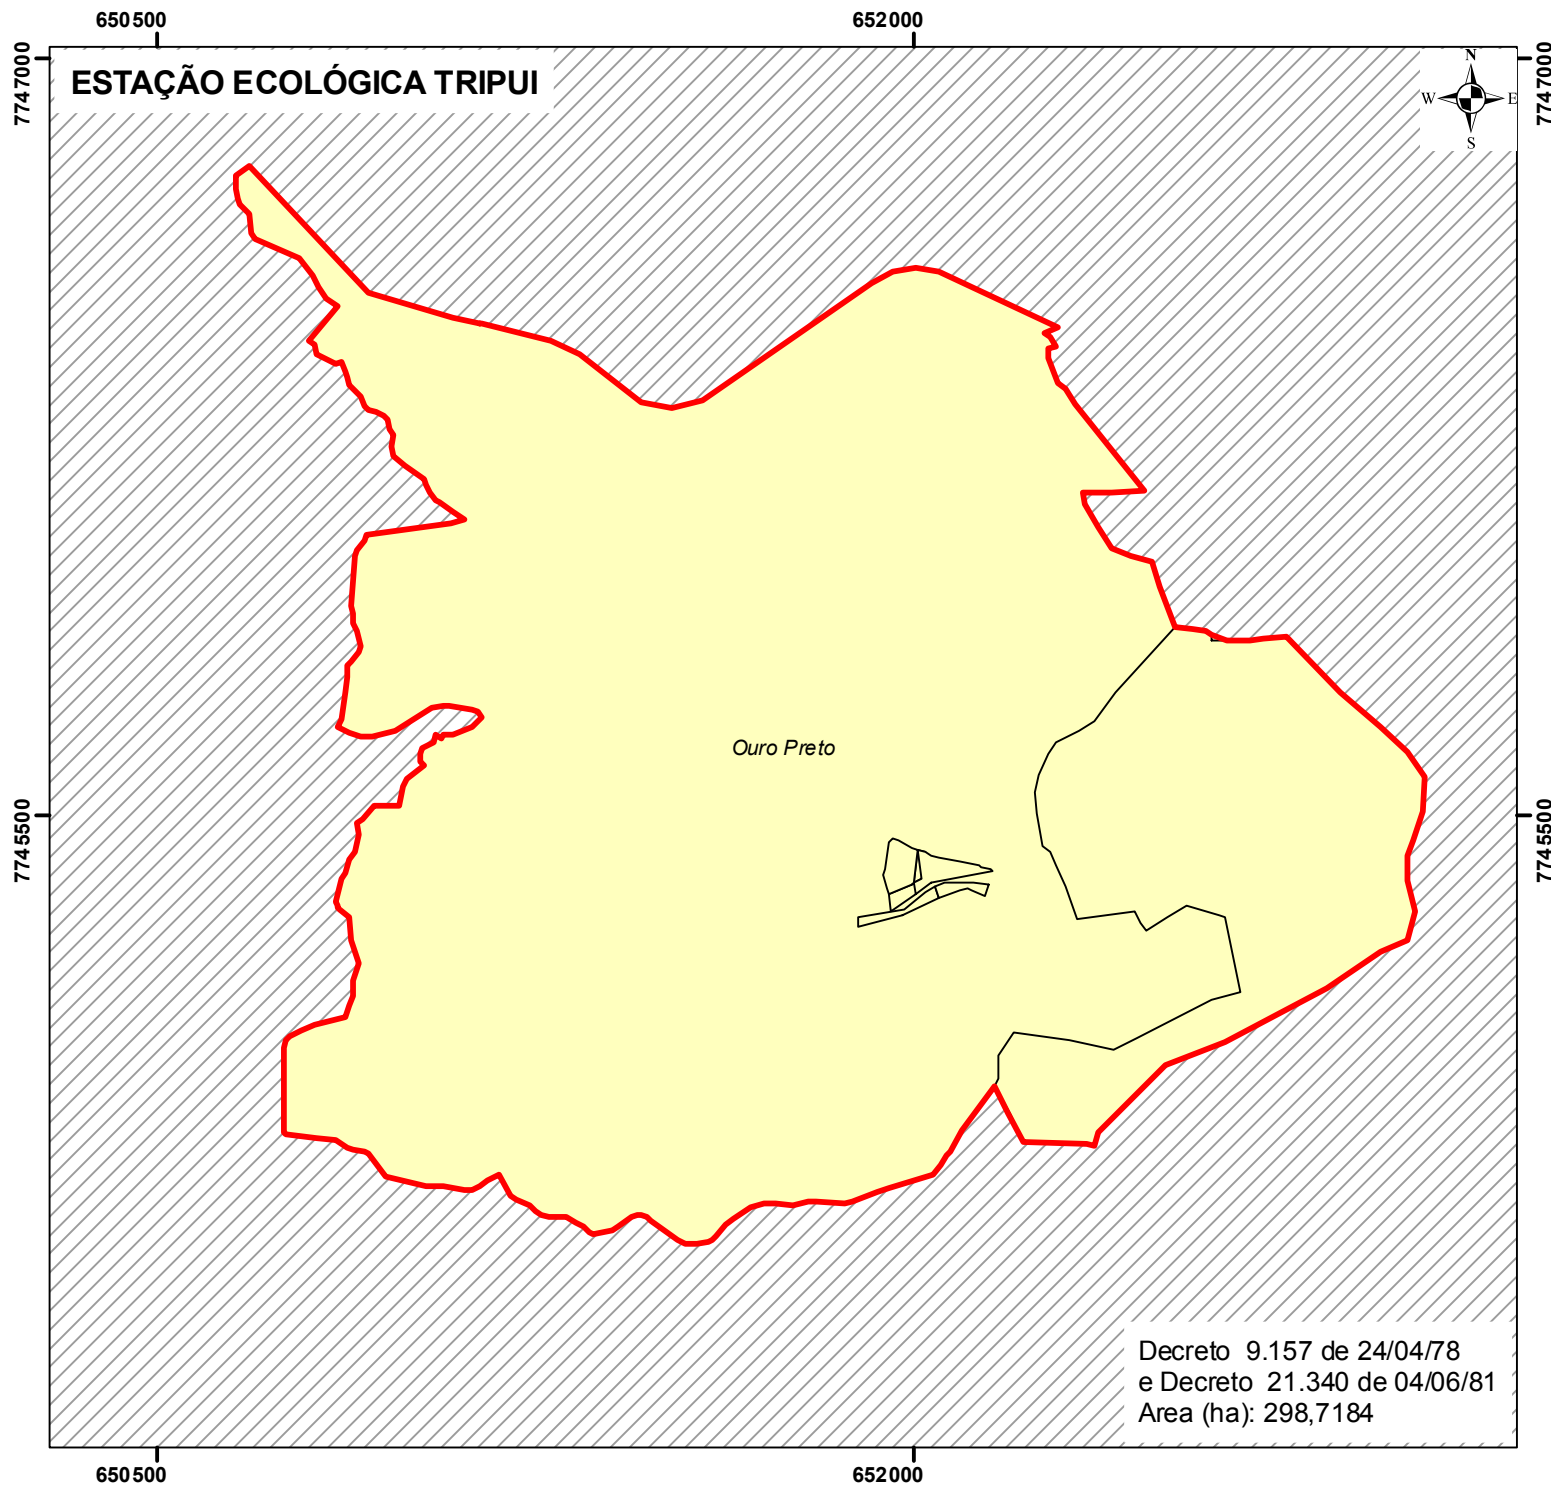 650500 652000
7747000 7747000
ESTAÇÃO ECOLÓGICA TRIPUI
N
W E
S
Ouro Preto
7745500 7745500
Decreto 9.157 de 24/04/78
e Decreto 21.340 de 04/06/81
Area (ha): 298,7184
650500 652000